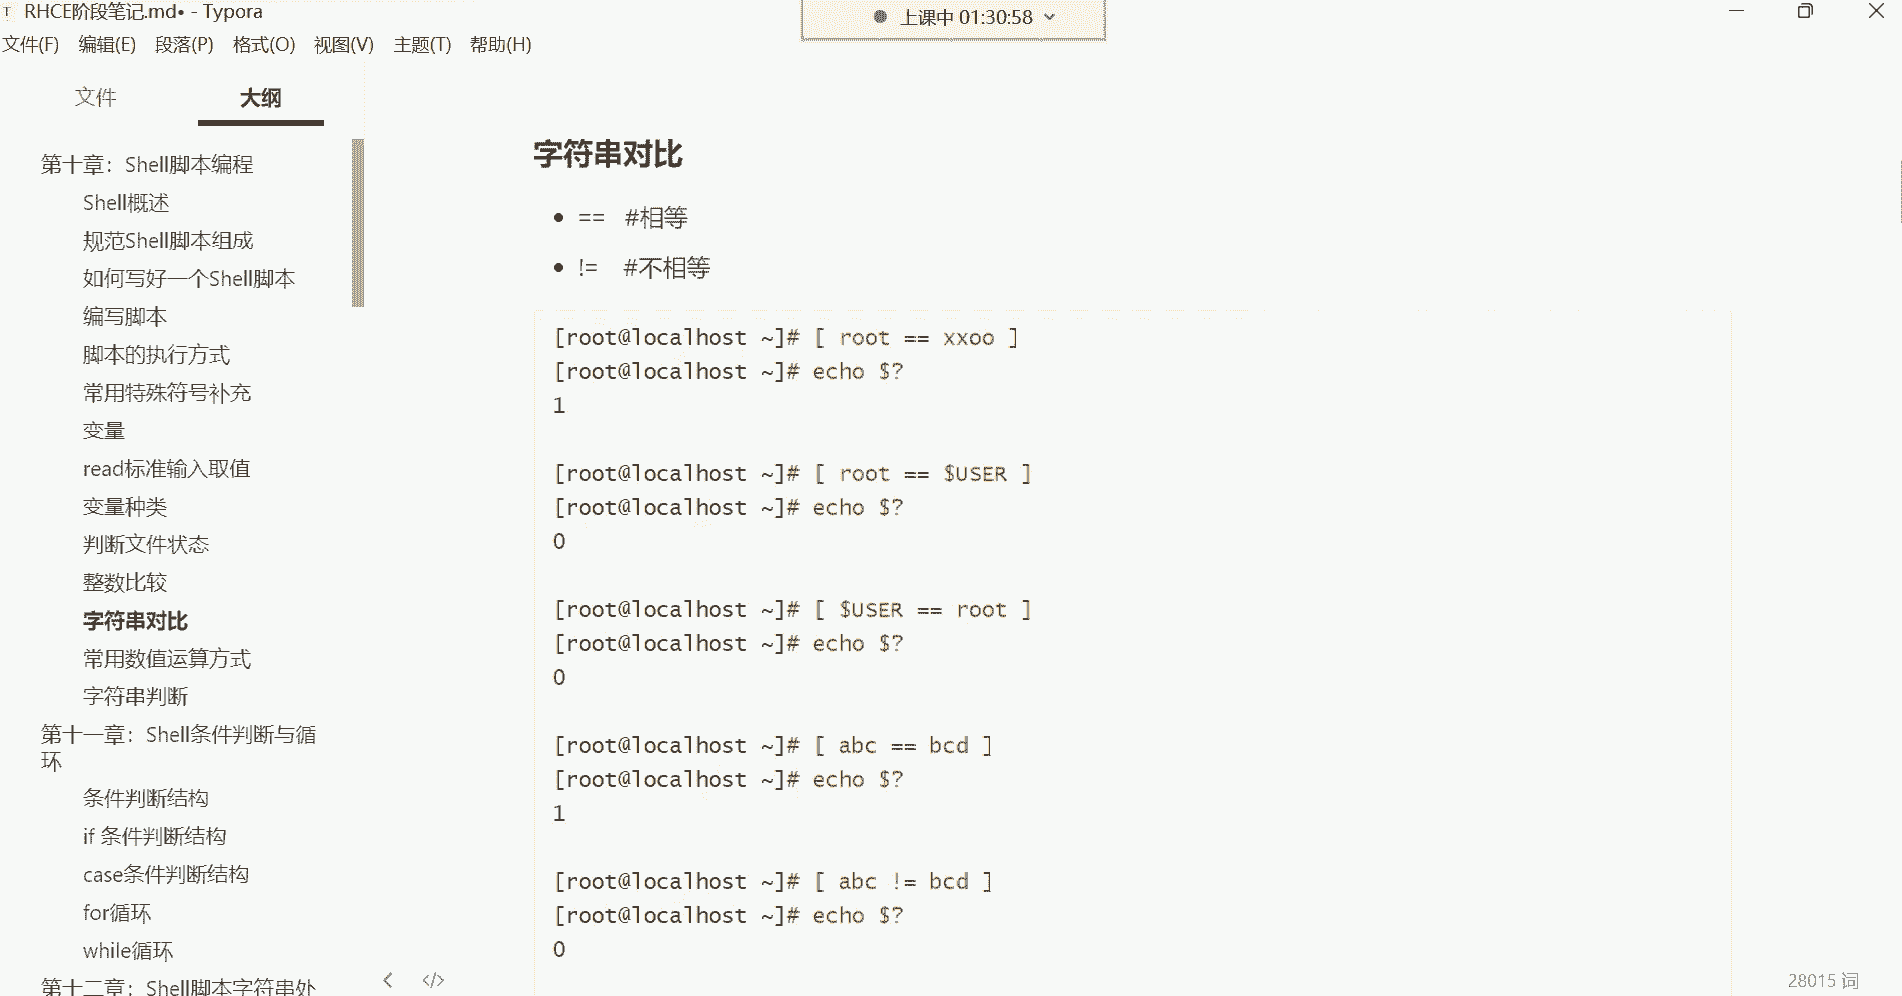 RHCE阶段笔记.md• - Typora
上课中 01:30:58
文件(F) 编辑(E) 段落(P) 格式(O) 视图(V) 主题(T) 帮助(H)
文件 大纲
第十章：Shell脚本编程
Shell概述
规范Shell脚本组成
如何写好一个Shell脚本
编写脚本
脚本的执行方式
常用特殊符号补充
变量
read标准输入取值
变量种类
判断文件状态
整数比较
字符串对比
常用数值运算方式
字符串判断
第十一章：Shell条件判断与循
环
条件判断结构
if 条件判断结构
case条件判断结构
for循环
while循环
第十二章：Shell脚本字符串处
字符串对比
== #相等
!= #不相等
[root@localhost ~]# [ root == xxoo ]
[root@localhost ~]# echo $?
1
[root@localhost ~]# [ root == $USER ]
[root@localhost ~]# echo $?
0
[root@localhost ~]# [ $USER == root ]
[root@localhost ~]# echo $?
0
[root@localhost ~]# [ abc == bcd ]
[root@localhost ~]# echo $?
1
[root@localhost ~]# [ abc != bcd ]
[root@localhost ~]# echo $?
0
28015 词